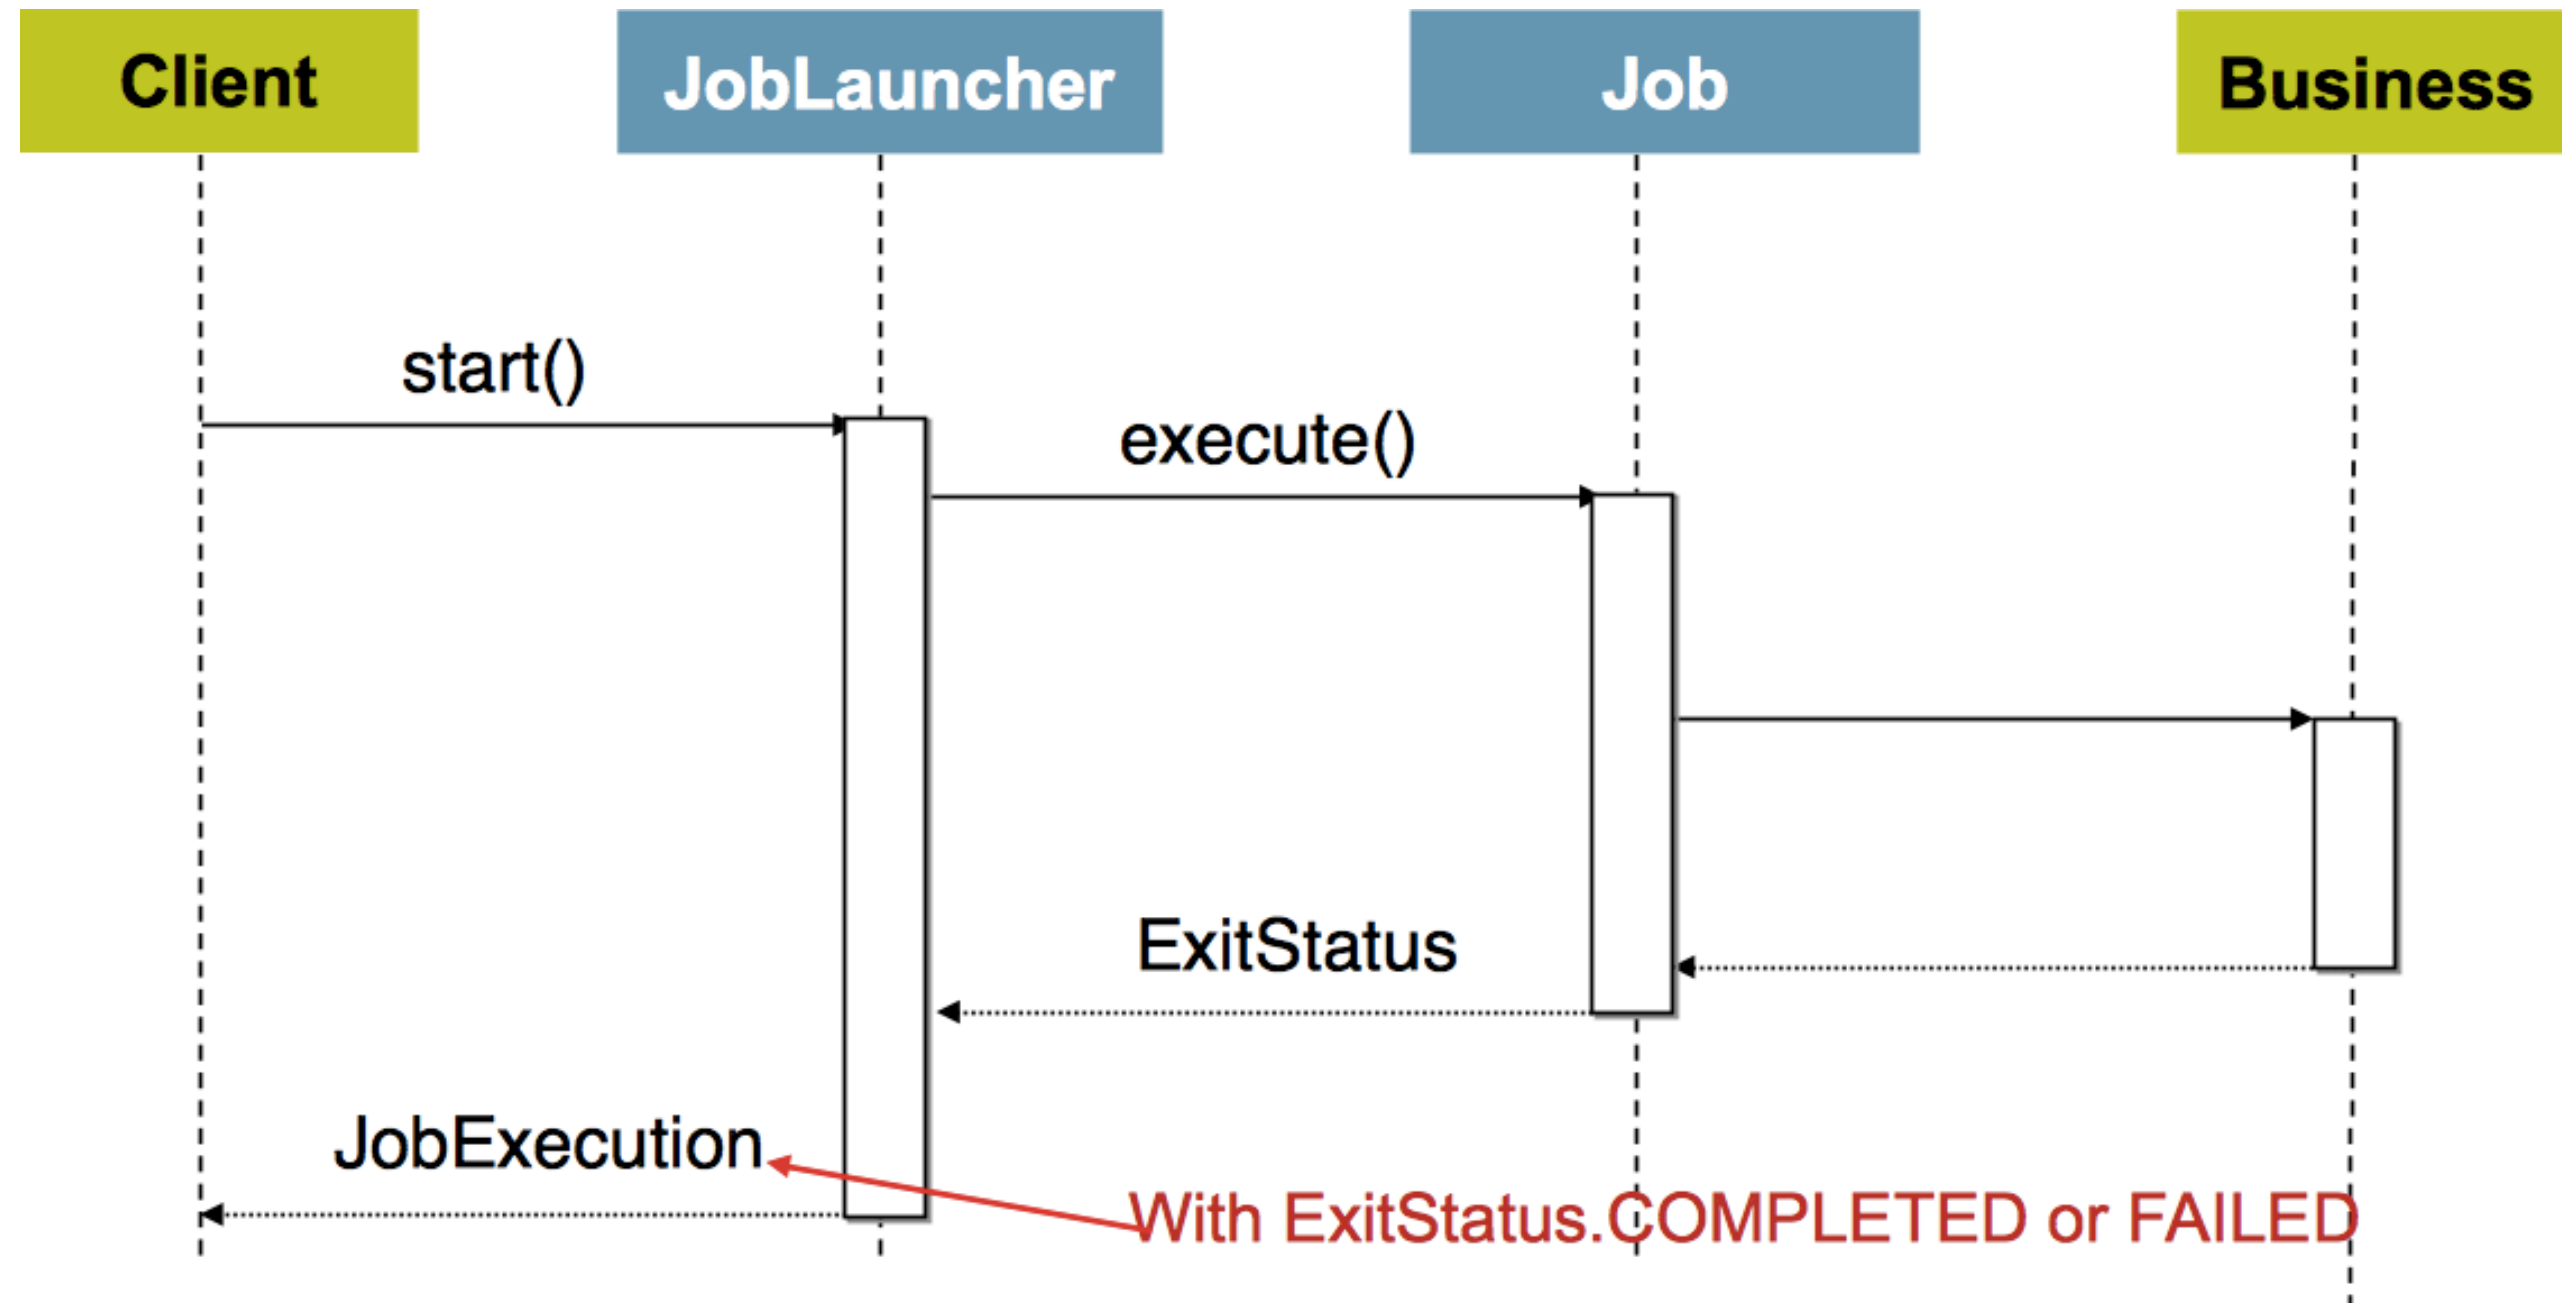 Client
JobLauncher
Job
Business
start()
execute()
ExitStatus
JobExecution
With ExitStatus.COMPLETED or FAILED